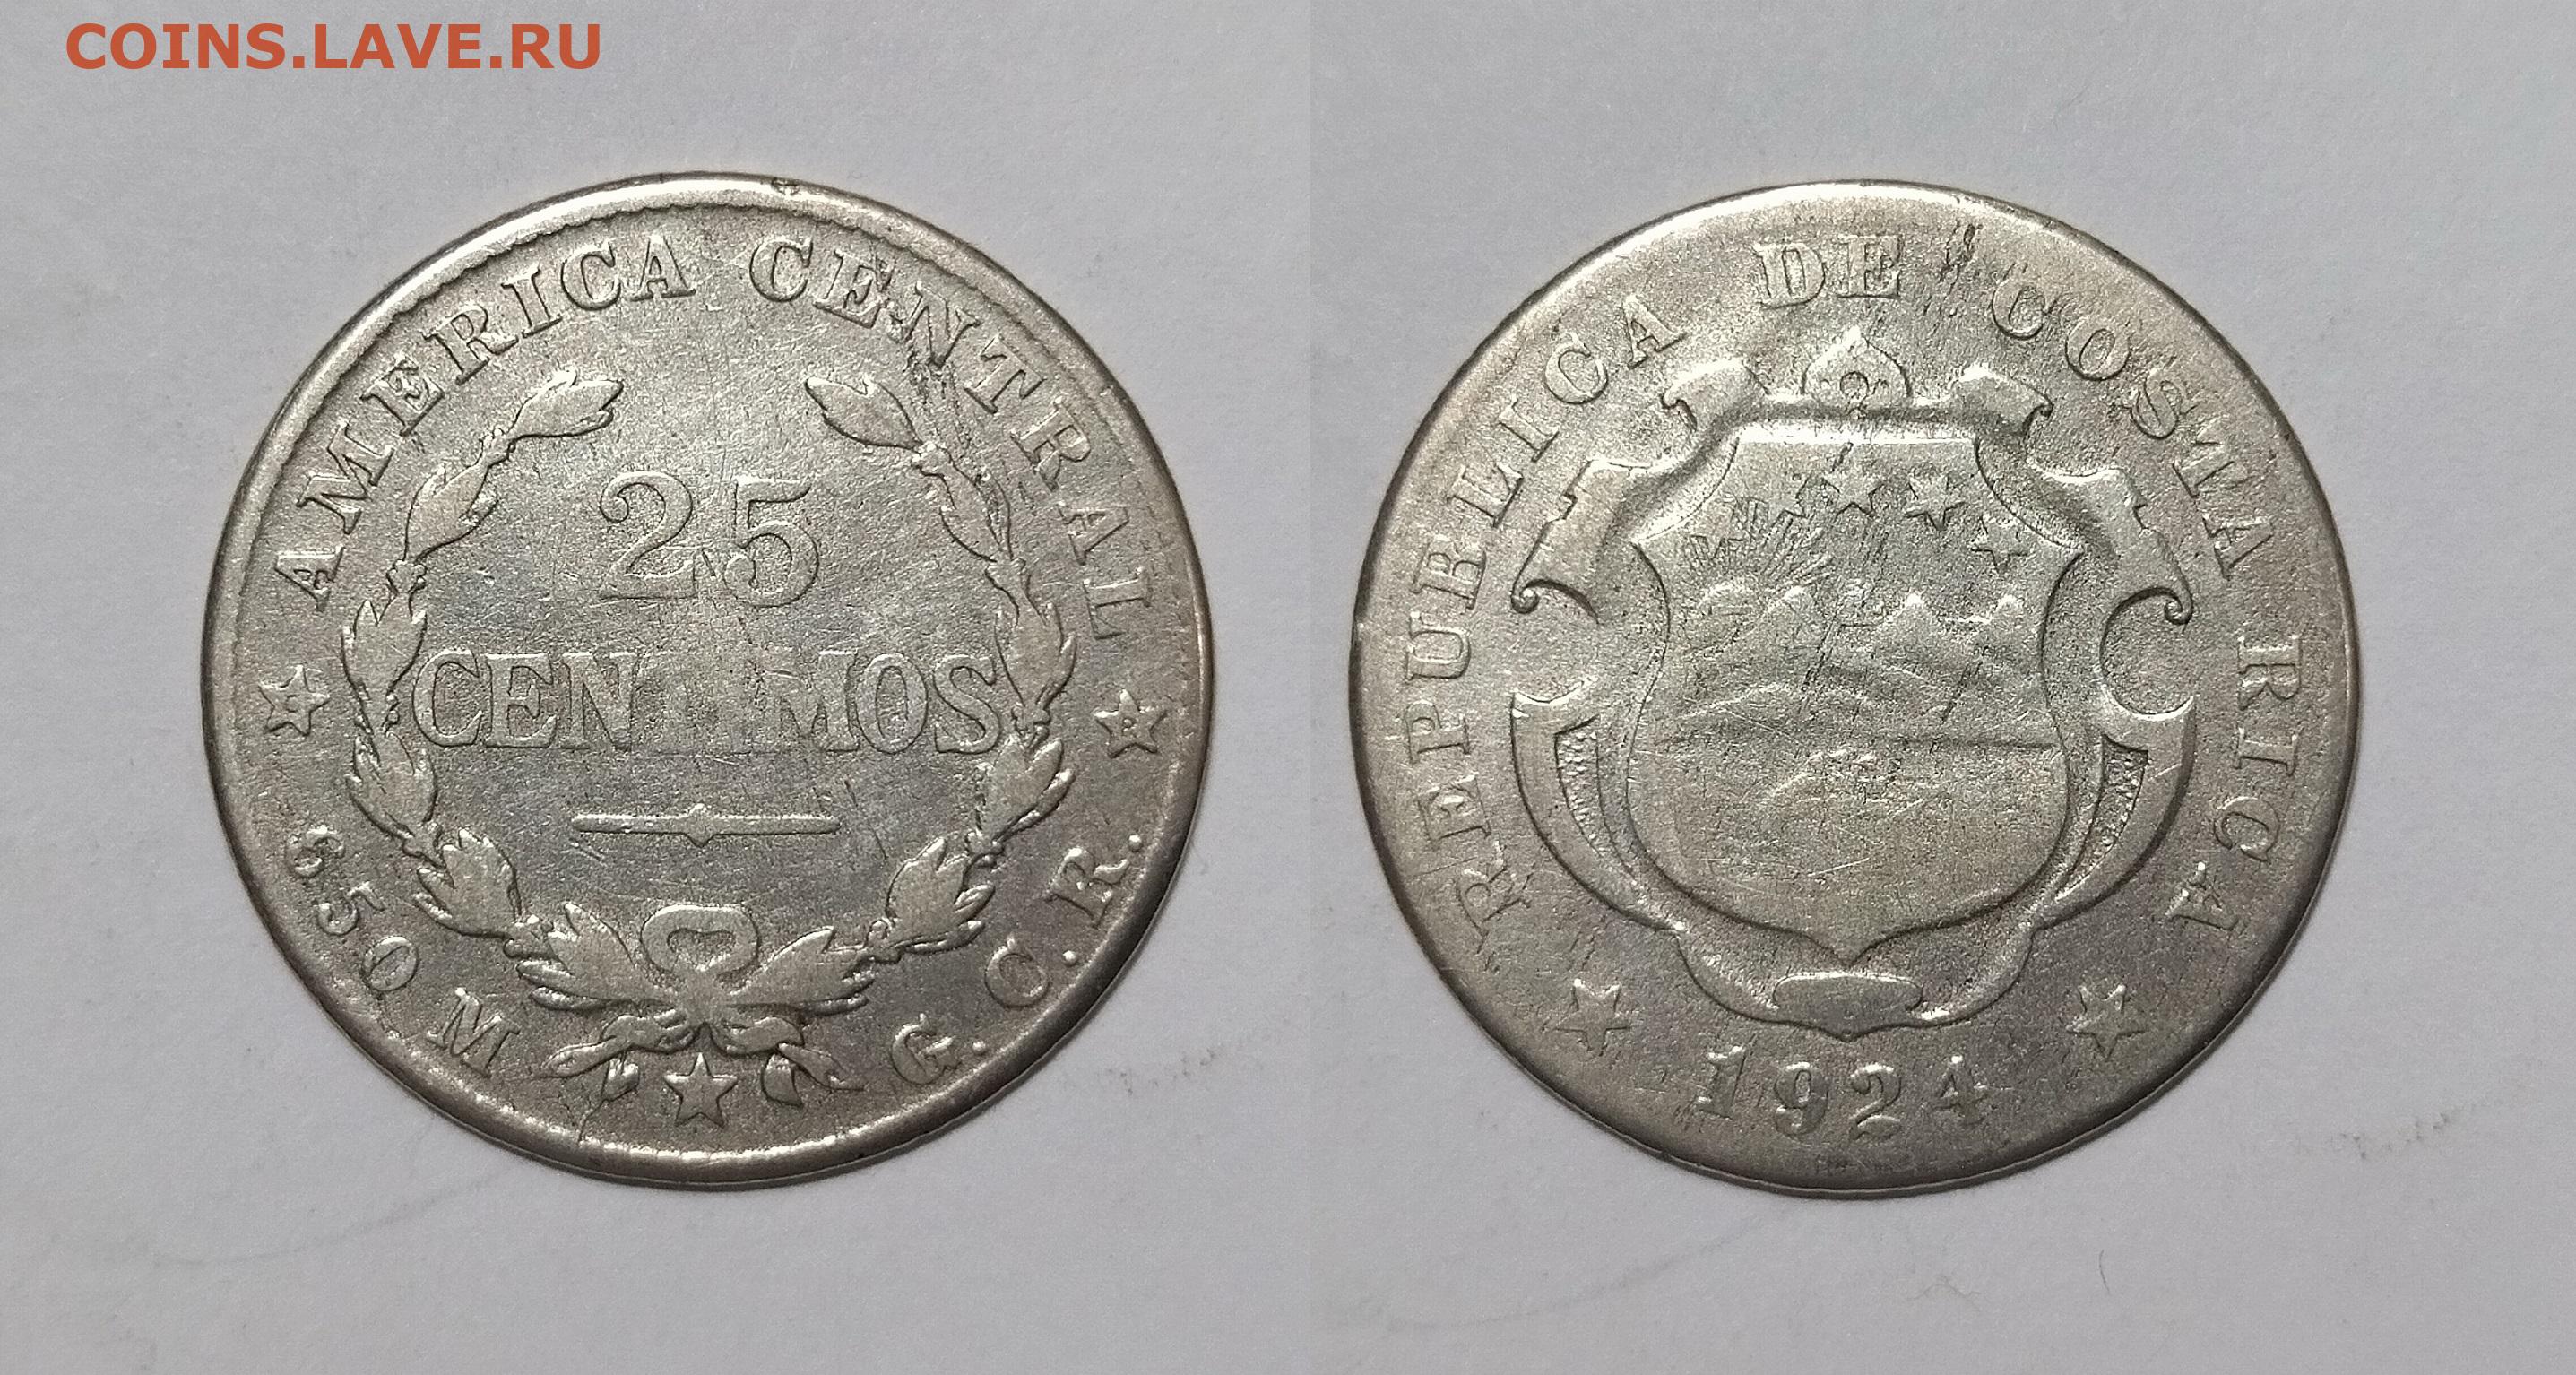 COINS.LAVE.RU
AMERICA CENTRAL
25
CENTIMOS
650 M G. C. R.
REPUBLICA DE COSTA RICA
1924